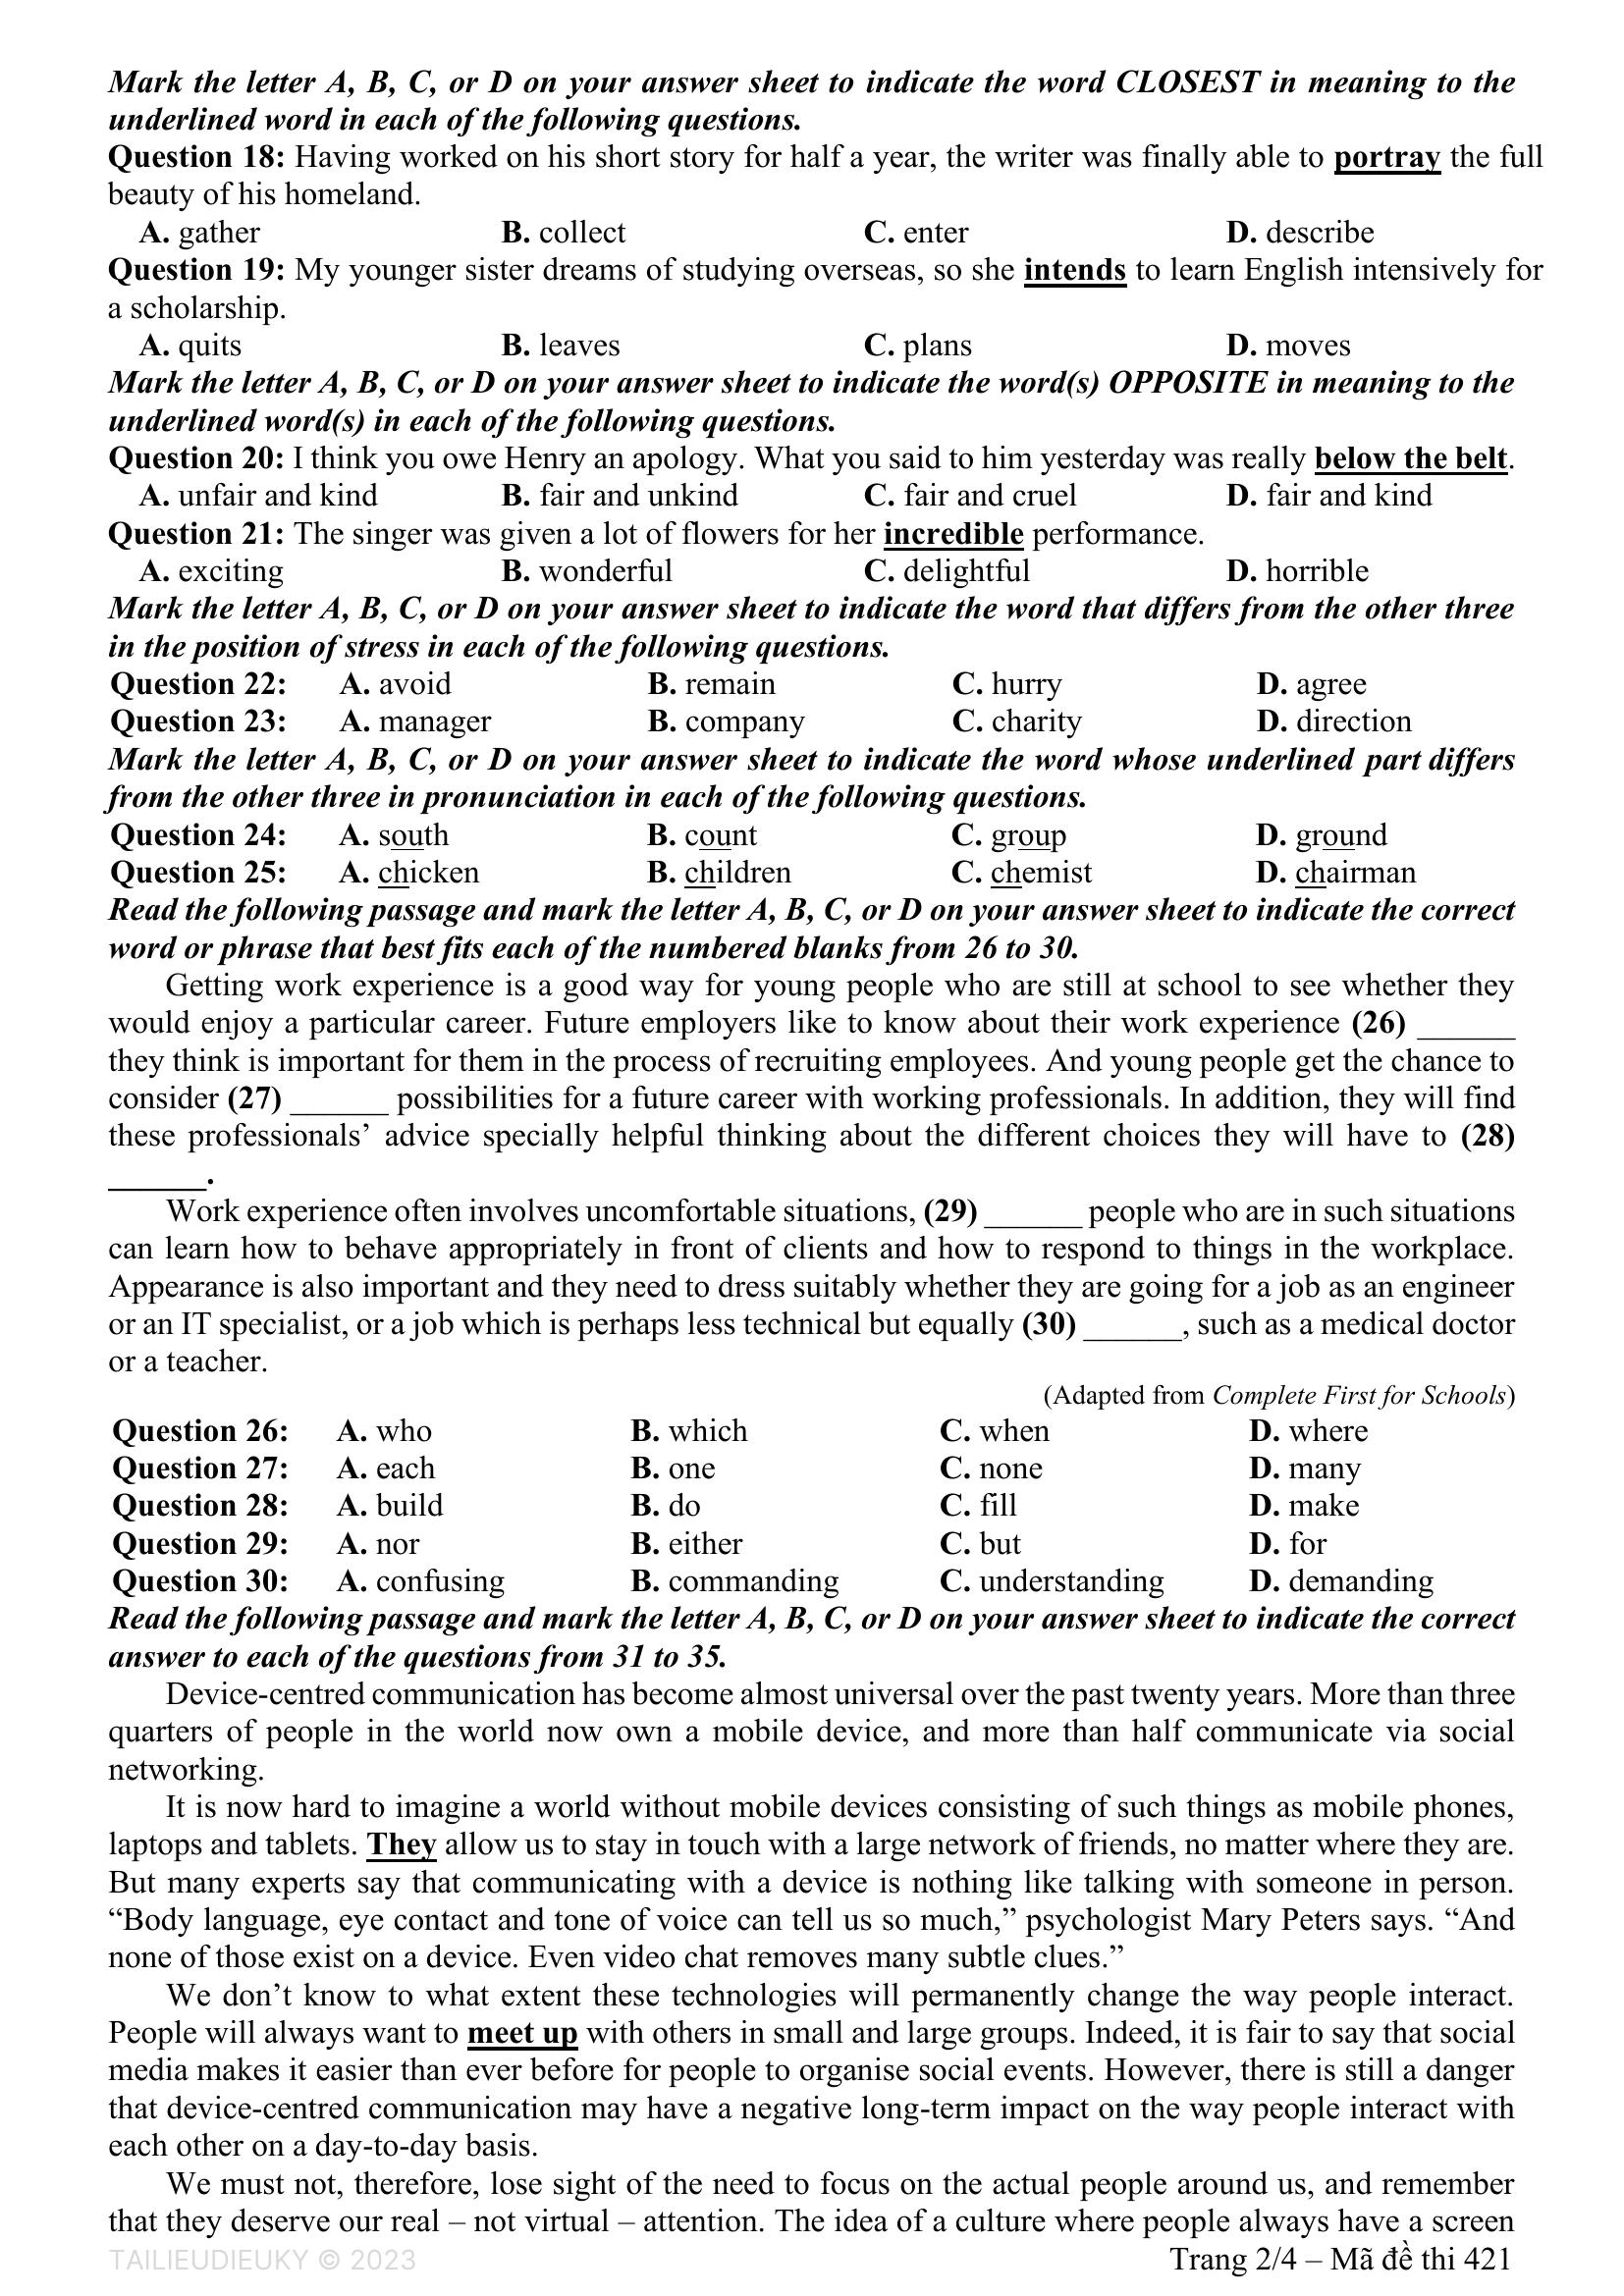 Mark the letter A, B, C, or D on your answer sheet to indicate the word CLOSEST in meaning to the
underlined word in each of the following questions.
Question 18: Having worked on his short story for half a year, the writer was finally able to portray the full
beauty of his homeland.
A. gather B. collect C. enter D. describe
Question 19: My younger sister dreams of studying overseas, so she intends to learn English intensively for
a scholarship.
A. quits B. leaves C. plans D. moves
Mark the letter A, B, C, or D on your answer sheet to indicate the word(s) OPPOSITE in meaning to the
underlined word(s) in each of the following questions.
Question 20: I think you owe Henry an apology. What you said to him yesterday was really below the belt.
A. unfair and kind B. fair and unkind C. fair and cruel D. fair and kind
Question 21: The singer was given a lot of flowers for her incredible performance.
A. exciting B. wonderful C. delightful D. horrible
Mark the letter A, B, C, or D on your answer sheet to indicate the word that differs from the other three
in the position of stress in each of the following questions.
Question 22: A. avoid B. remain C. hurry D. agree
Question 23: A. manager B. company C. charity D. direction
Mark the letter A, B, C, or D on your answer sheet to indicate the word whose underlined part differs
from the other three in pronunciation in each of the following questions.
Question 24: A. south B. count C. group D. ground
Question 25: A. chicken B. children C. chemist D. chairman
Read the following passage and mark the letter A, B, C, or D on your answer sheet to indicate the correct
word or phrase that best fits each of the numbered blanks from 26 to 30.
Getting work experience is a good way for young people who are still at school to see whether they
would enjoy a particular career. Future employers like to know about their work experience (26) ______
they think is important for them in the process of recruiting employees. And young people get the chance to
consider (27) ______ possibilities for a future career with working professionals. In addition, they will find
these professionals’ advice specially helpful thinking about the different choices they will have to (28)
______.
Work experience often involves uncomfortable situations, (29) ______ people who are in such situations
can learn how to behave appropriately in front of clients and how to respond to things in the workplace.
Appearance is also important and they need to dress suitably whether they are going for a job as an engineer
or an IT specialist, or a job which is perhaps less technical but equally (30) ______, such as a medical doctor
or a teacher.
(Adapted from Complete First for Schools)
Question 26: A. who B. which C. when D. where
Question 27: A. each B. one C. none D. many
Question 28: A. build B. do C. fill D. make
Question 29: A. nor B. either C. but D. for
Question 30: A. confusing B. commanding C. understanding D. demanding
Read the following passage and mark the letter A, B, C, or D on your answer sheet to indicate the correct
answer to each of the questions from 31 to 35.
Device-centred communication has become almost universal over the past twenty years. More than three
quarters of people in the world now own a mobile device, and more than half communicate via social
networking.
It is now hard to imagine a world without mobile devices consisting of such things as mobile phones,
laptops and tablets. They allow us to stay in touch with a large network of friends, no matter where they are.
But many experts say that communicating with a device is nothing like talking with someone in person.
“Body language, eye contact and tone of voice can tell us so much,” psychologist Mary Peters says. “And
none of those exist on a device. Even video chat removes many subtle clues.”
We don’t know to what extent these technologies will permanently change the way people interact.
People will always want to meet up with others in small and large groups. Indeed, it is fair to say that social
media makes it easier than ever before for people to organise social events. However, there is still a danger
that device-centred communication may have a negative long-term impact on the way people interact with
each other on a day-to-day basis.
We must not, therefore, lose sight of the need to focus on the actual people around us, and remember
that they deserve our real – not virtual – attention. The idea of a culture where people always have a screen
TAILIEUDIEUKY © 2023 Trang 2/4 – Mã đề thi 421